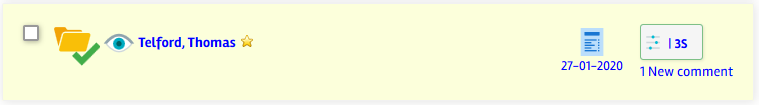 Telford, Thomas
27-01-2020
| 3S
1 New comment